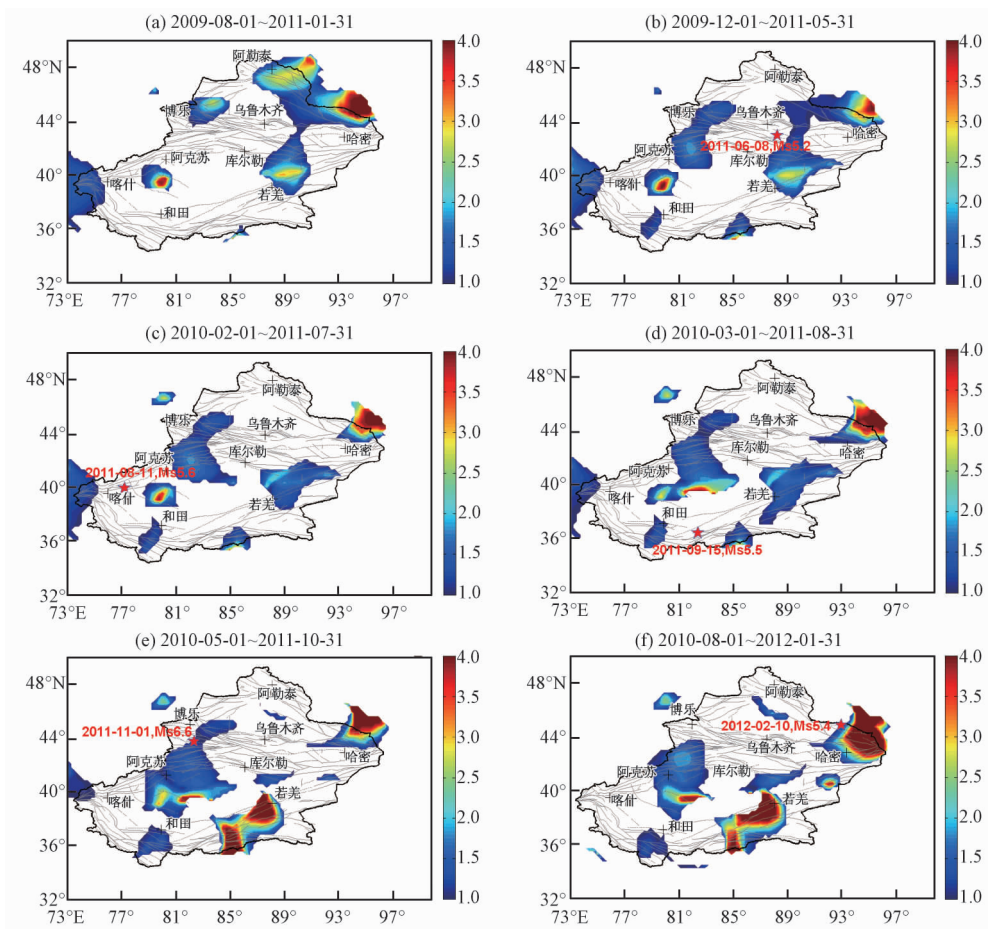 (a) 2009-08-01~2011-01-31
48°N
44°
40°
36°
32°
73°E 77° 81° 85° 89° 93° 97°
阿勒泰
博乐
乌鲁木齐
哈密
阿克苏
库尔勒
喀什
若羌
和田
4.0
3.5
3.0
2.5
2.0
1.5
1.0
(b) 2009-12-01~2011-05-31
48°N
44°
40°
36°
32°
73°E 77° 81° 85° 89° 93° 97°
阿勒泰
博乐
乌鲁木齐
哈密
2011-06-08,Ms5.2
阿克苏
库尔勒
喀什
若羌
和田
4.0
3.5
3.0
2.5
2.0
1.5
1.0
(c) 2010-02-01~2011-07-31
48°N
44°
40°
36°
32°
73°E 77° 81° 85° 89° 93° 97°
阿勒泰
博乐
乌鲁木齐
哈密
阿克苏
库尔勒
2011-08-11,Ms5.8
喀什
若羌
和田
4.0
3.5
3.0
2.5
2.0
1.5
1.0
(d) 2010-03-01~2011-08-31
48°N
44°
40°
36°
32°
73°E 77° 81° 85° 89° 93° 97°
阿勒泰
博乐
乌鲁木齐
哈密
阿克苏
库尔勒
喀什
若羌
和田
2011-09-15,Ms5.5
4.0
3.5
3.0
2.5
2.0
1.5
1.0
(e) 2010-05-01~2011-10-31
48°N
44°
40°
36°
32°
73°E 77° 81° 85° 89° 93° 97°
阿勒泰
博乐
2011-11-01,Ms6.6
乌鲁木齐
哈密
阿克苏
库尔勒
喀什
若羌
和田
4.0
3.5
3.0
2.5
2.0
1.5
1.0
(f) 2010-08-01~2012-01-31
48°N
44°
40°
36°
32°
73°E 77° 81° 85° 89° 93° 97°
阿勒泰
博乐
2012-02-10,Ms5.4
乌鲁木齐
哈密
阿克苏
库尔勒
喀什
若羌
和田
4.0
3.5
3.0
2.5
2.0
1.5
1.0